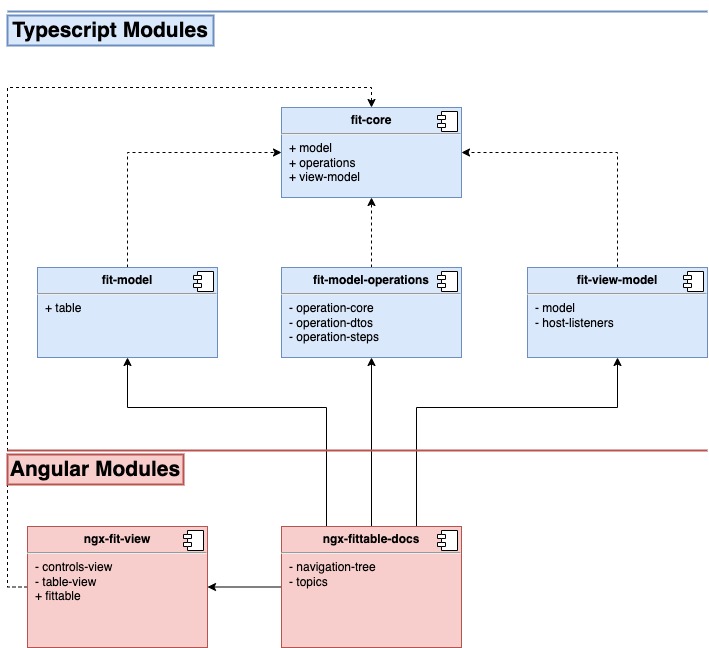 Typescript Modules
fit-core
+ model
+ operations
+ view-model
fit-model
+ table
fit-model-operations
- operation-core
- operation-dtos
- operation-steps
fit-view-model
- model
- host-listeners
Angular Modules
ngx-fit-view
- controls-view
- table-view
+ fittable
ngx-fittable-docs
- navigation-tree
- topics